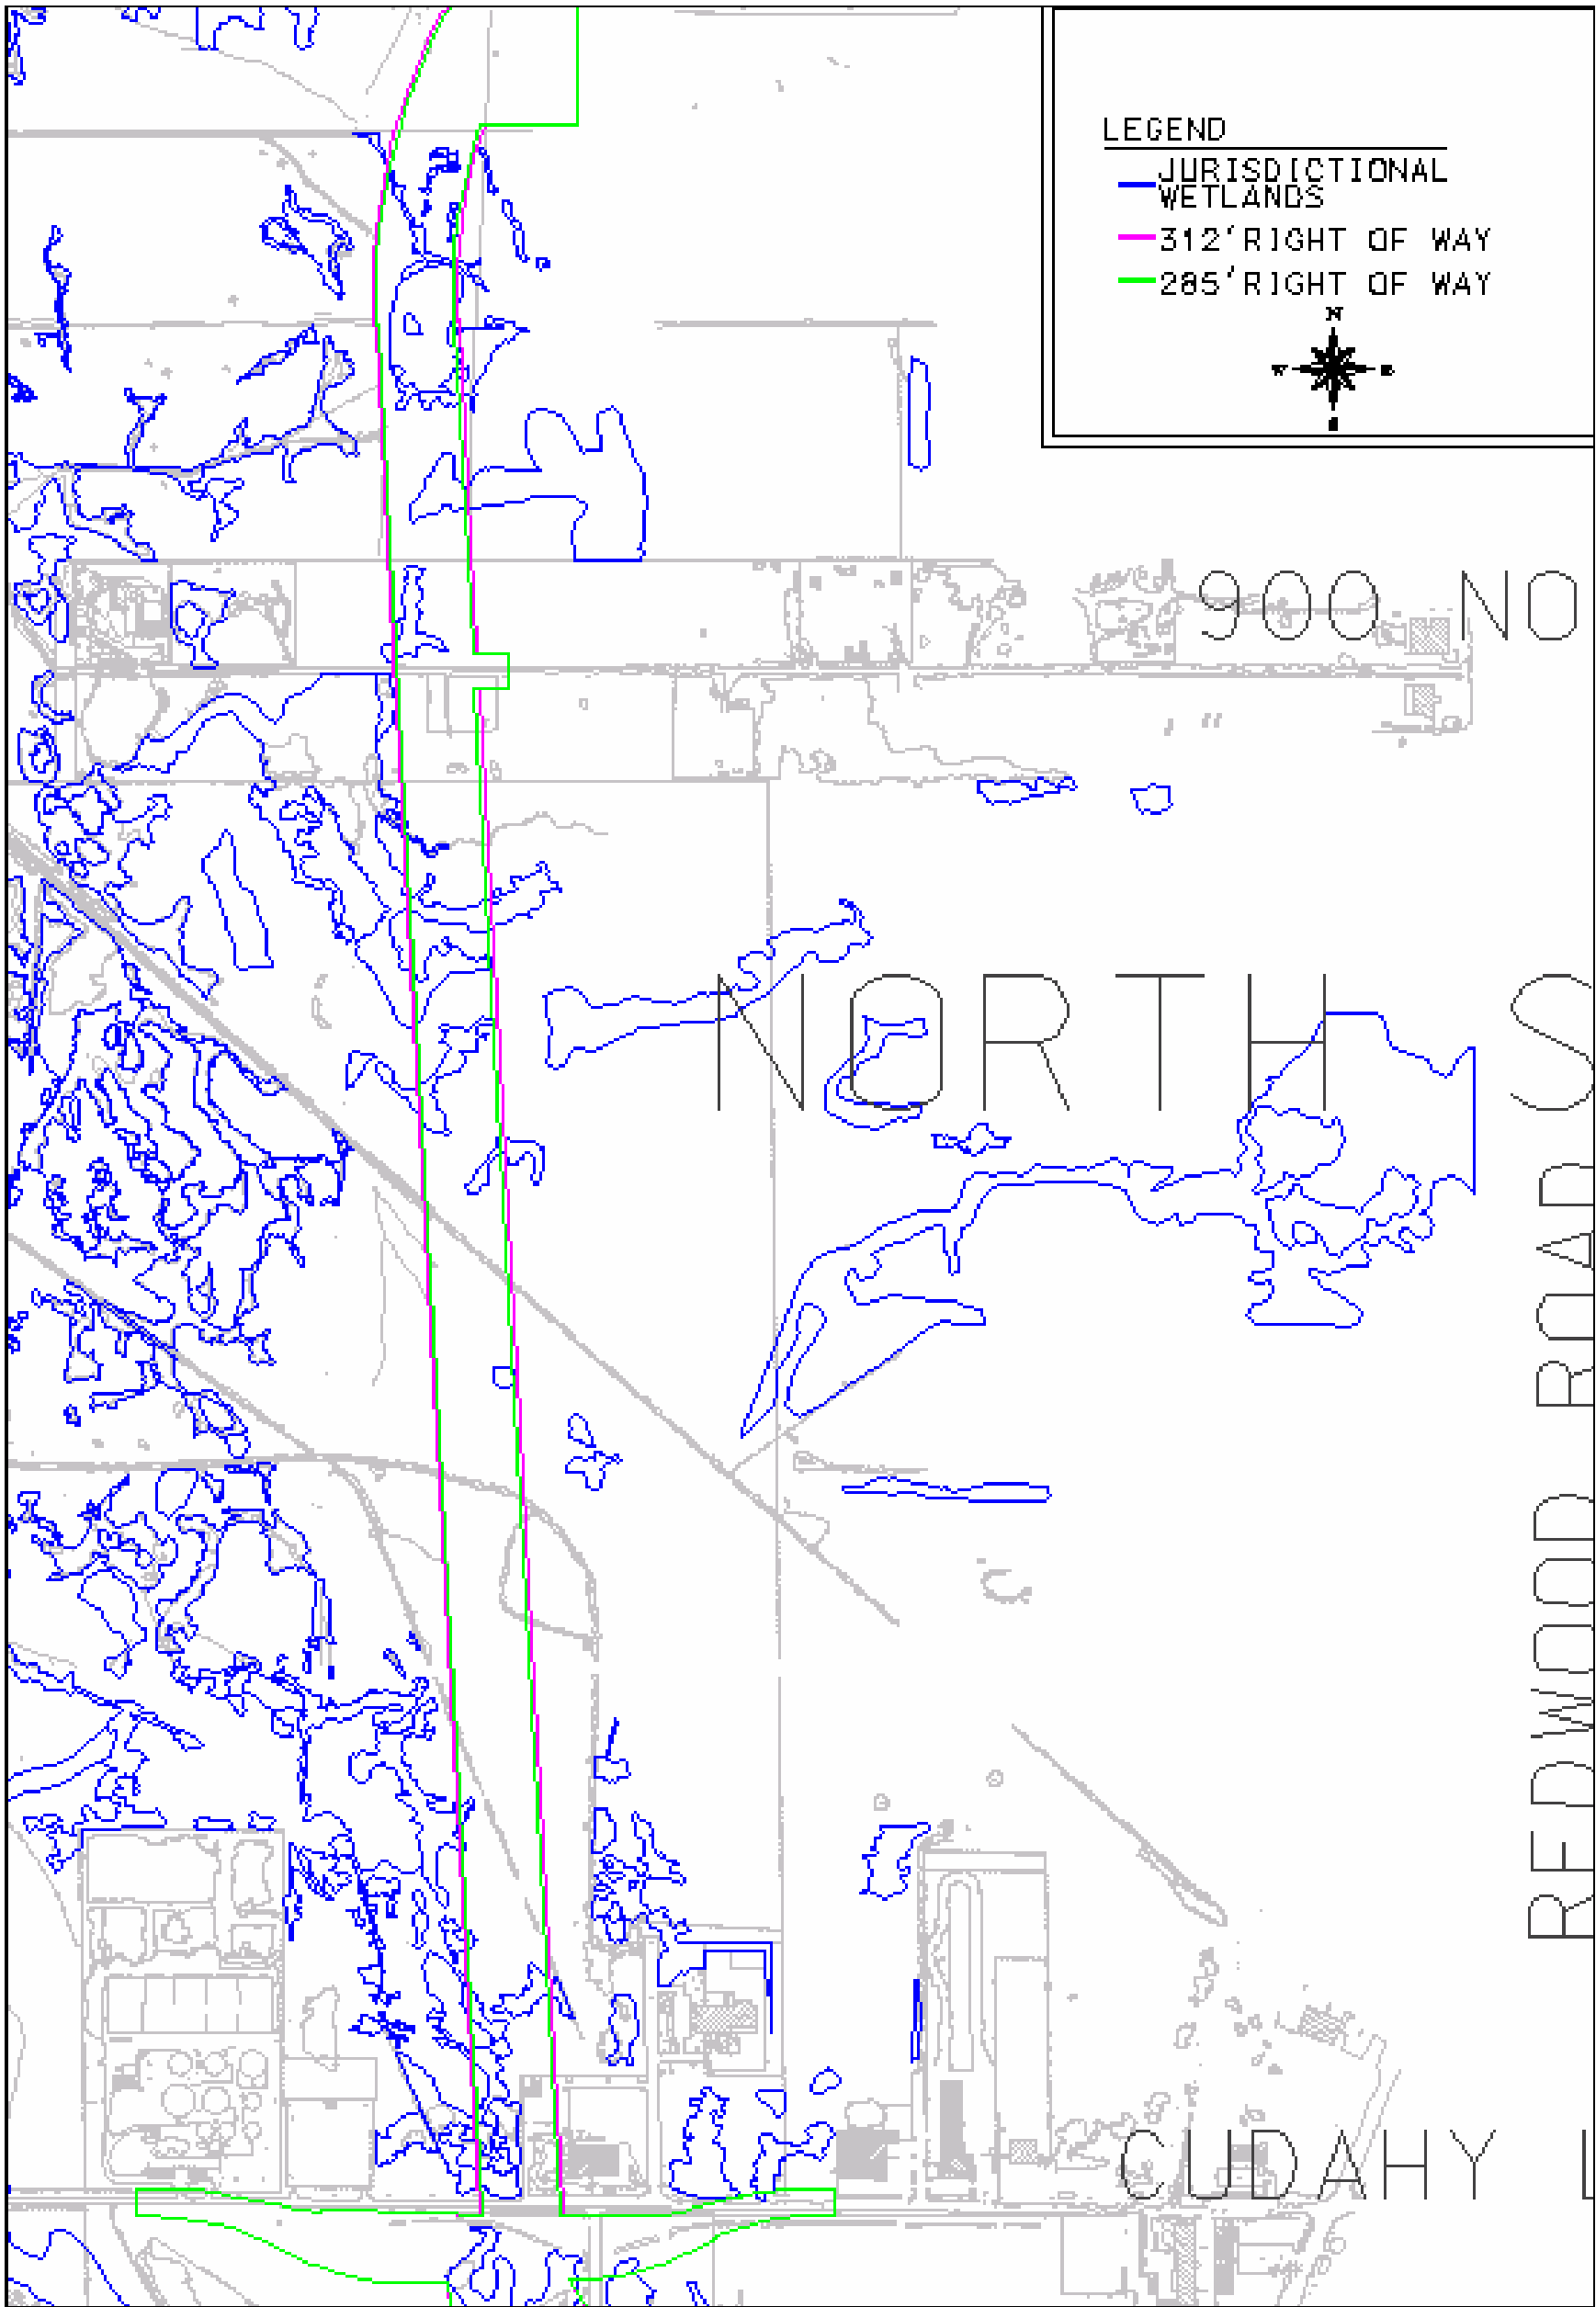 LEGEND
JURISDICTIONAL
WETLANDS
312' RIGHT OF WAY
285' RIGHT OF WAY
N
W
E
S
900 NO
NORTH S
REDWOOD ROAD
CUDAHY L